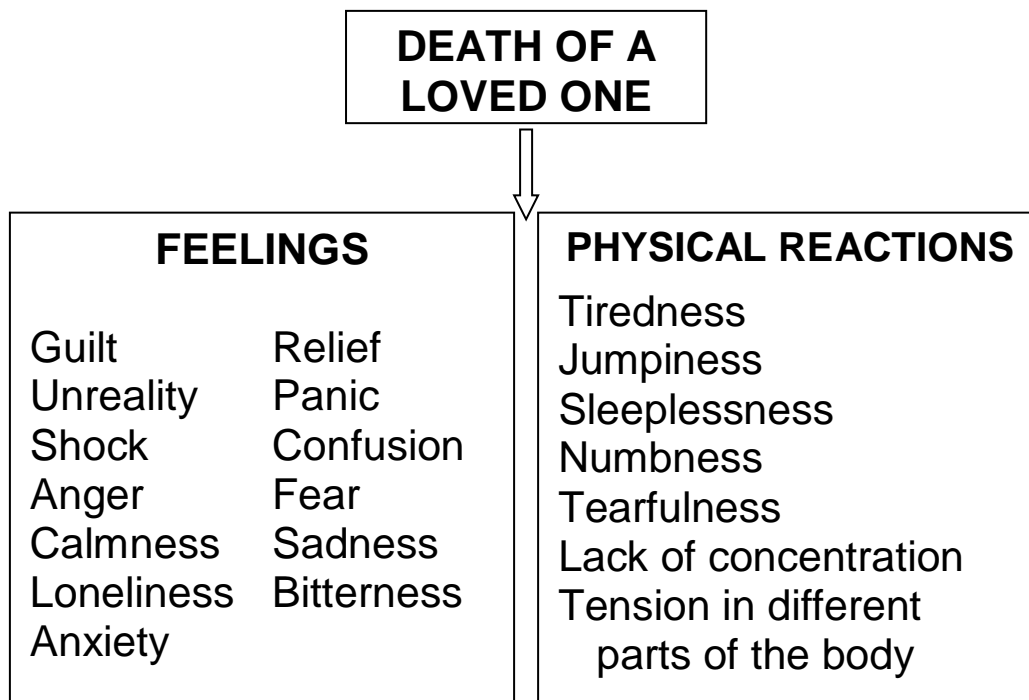 DEATH OF A
LOVED ONE
FEELINGS
Guilt
Unreality
Shock
Anger
Calmness
Loneliness
Anxiety
Relief
Panic
Confusion
Fear
Sadness
Bitterness
PHYSICAL REACTIONS
Tiredness
Jumpiness
Sleeplessness
Numbness
Tearfulness
Lack of concentration
Tension in different
parts of the body